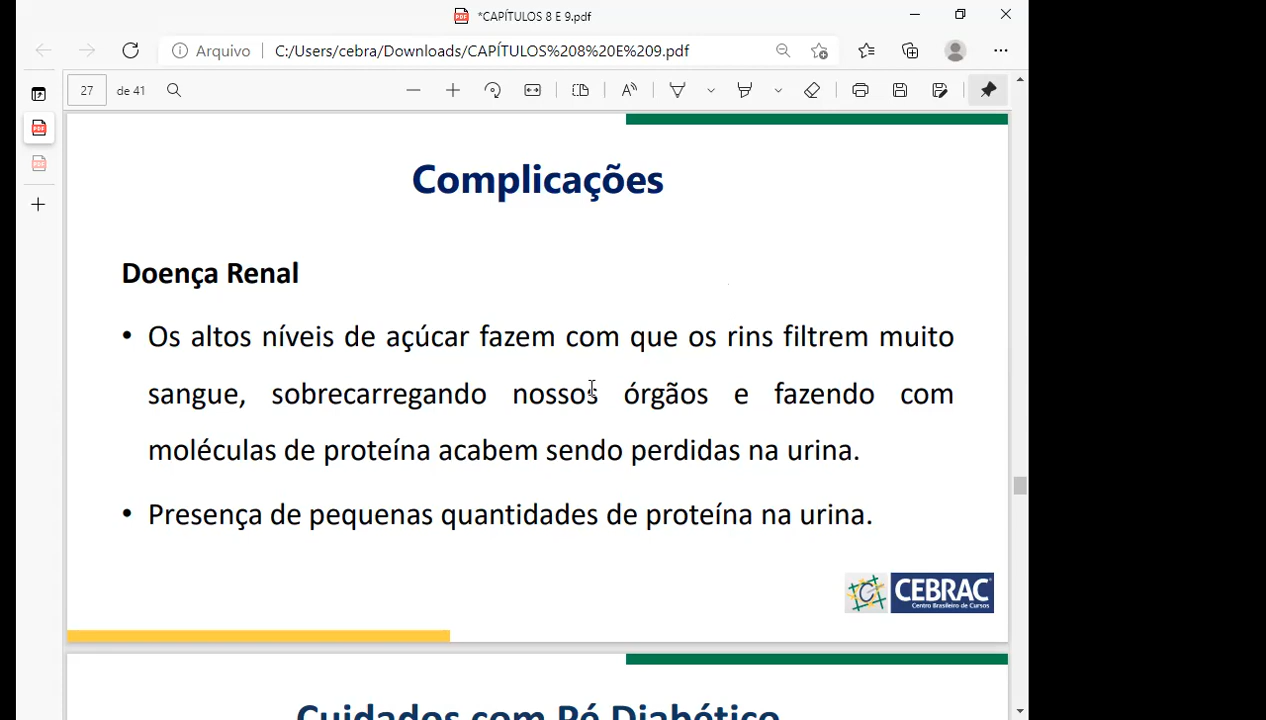 *CAPÍTULOS 8 E 9.pdf
Arquivo C:/Users/cebra/Downloads/CAPÍTULOS%208%20E%209.pdf
27 de 41
Complicações
Doença Renal
• Os altos níveis de açúcar fazem com que os rins filtrem muito
sangue, sobrecarregando nossos órgãos e fazendo com
moléculas de proteína acabem sendo perdidas na urina.
• Presença de pequenas quantidades de proteína na urina.
CEBRAC
Centro Brasileiro de Cursos
Cuidados com Pé Diabético